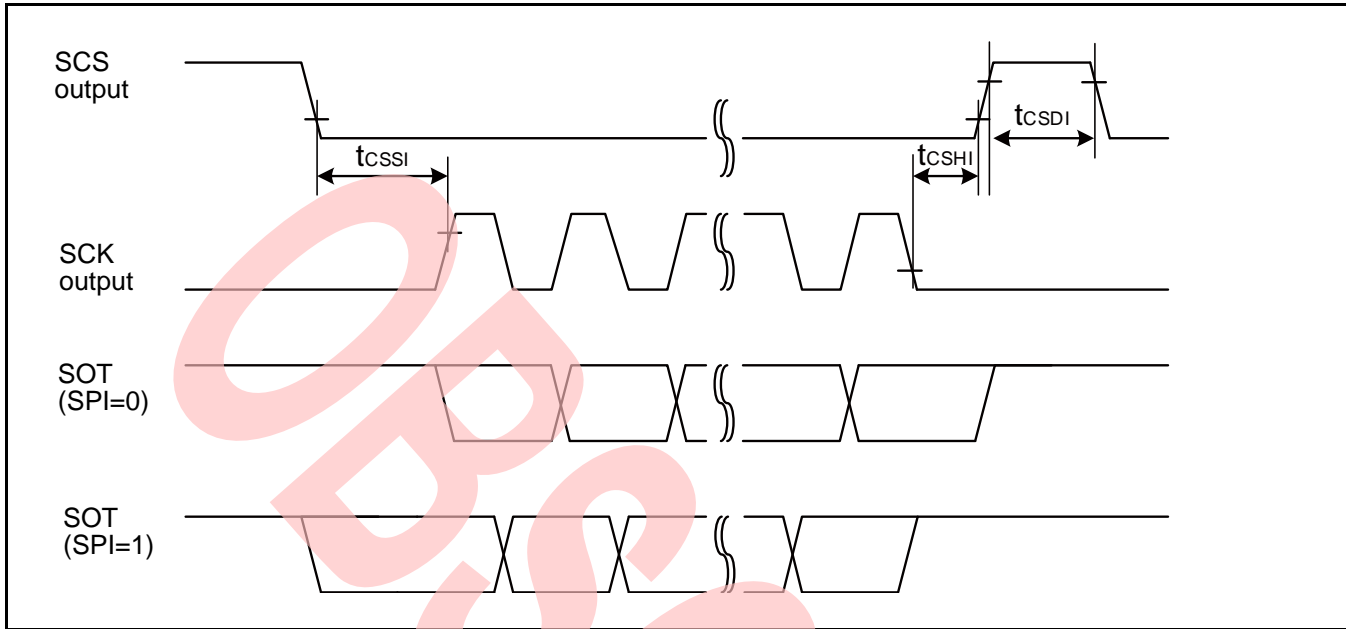 SCS
output
tCSDI
tCSSI
tCSHI
SCK
output
SOT
(SPI=0)
SOT
(SPI=1)